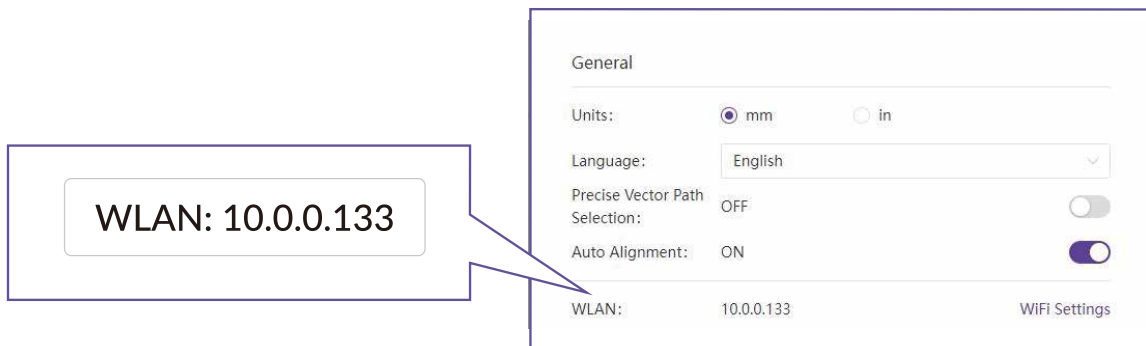 WLAN: 10.0.0.133
General
Units: mm in
Language: English
Precise Vector Path
Selection: OFF
Auto Alignment: ON
WLAN: 10.0.0.133 WiFi Settings